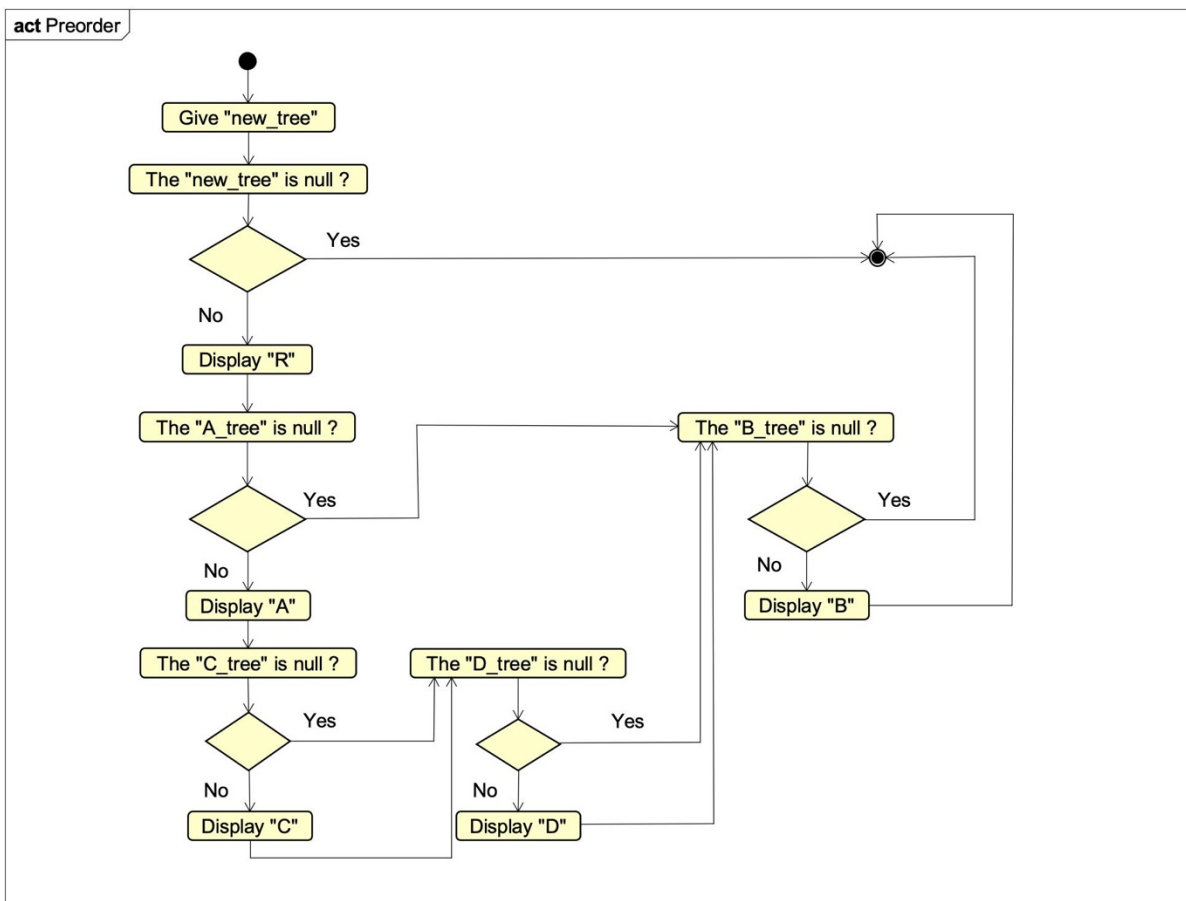 act Preorder
Give "new_tree"
The "new_tree" is null ?
Yes
No
Display "R"
The "A_tree" is null ?
The "B_tree" is null ?
Yes
Yes
No
No
Display "A"
Display "B"
The "C_tree" is null ?
The "D_tree" is null ?
Yes
Yes
No
No
Display "C"
Display "D"